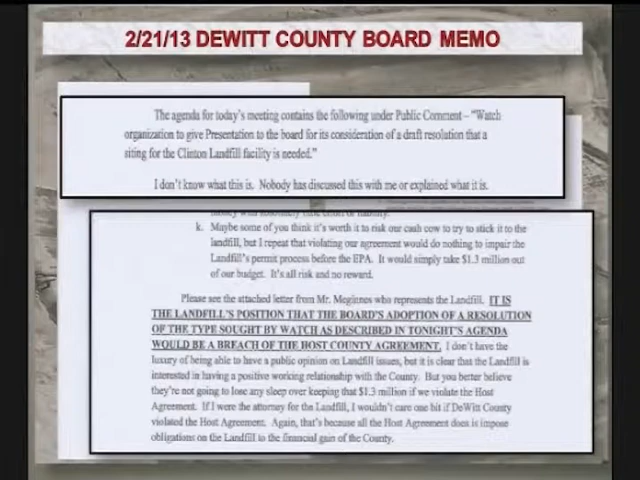 2/21/13 DEWITT COUNTY BOARD MEMO
The agenda for today's meeting contains the following under Public Comment – "Watch
organization to give Presentation to the board for its consideration of a draft resolution that a
siting for the Clinton Landfill facility is needed."
I don't know what this is. Nobody has discussed this with me or explained what it is.
k. Maybe some of you think it's worth it to risk our cash cow to try to stick it to the
landfill, but I repeat that violating our agreement would do nothing to impair the
Landfill's permit process before the EPA. It would simply take $1.3 million out
of our budget. It's all risk and no reward.
Please see the attached letter from Mr. Meginnes who represents the Landfill. IT IS
THE LANDFILL'S POSITION THAT THE BOARD'S ADOPTION OF A RESOLUTION
OF THE TYPE SOUGHT BY WATCH AS DESCRIBED IN TONIGHT'S AGENDA
WOULD BE A BREACH OF THE HOST COUNTY AGREEMENT. I don't have the
luxury of being able to have a public opinion on Landfill issues, but it is clear that the Landfill is
interested in having a positive working relationship with the County. But you better believe
they're not going to lose any sleep over keeping that $1.3 million if we violate the Host
Agreement. If I were the attorney for the Landfill, I wouldn't care one bit if DeWitt County
violated the Host Agreement. Again, that's because all the Host Agreement does is impose
obligations on the Landfill to the financial gain of the County.